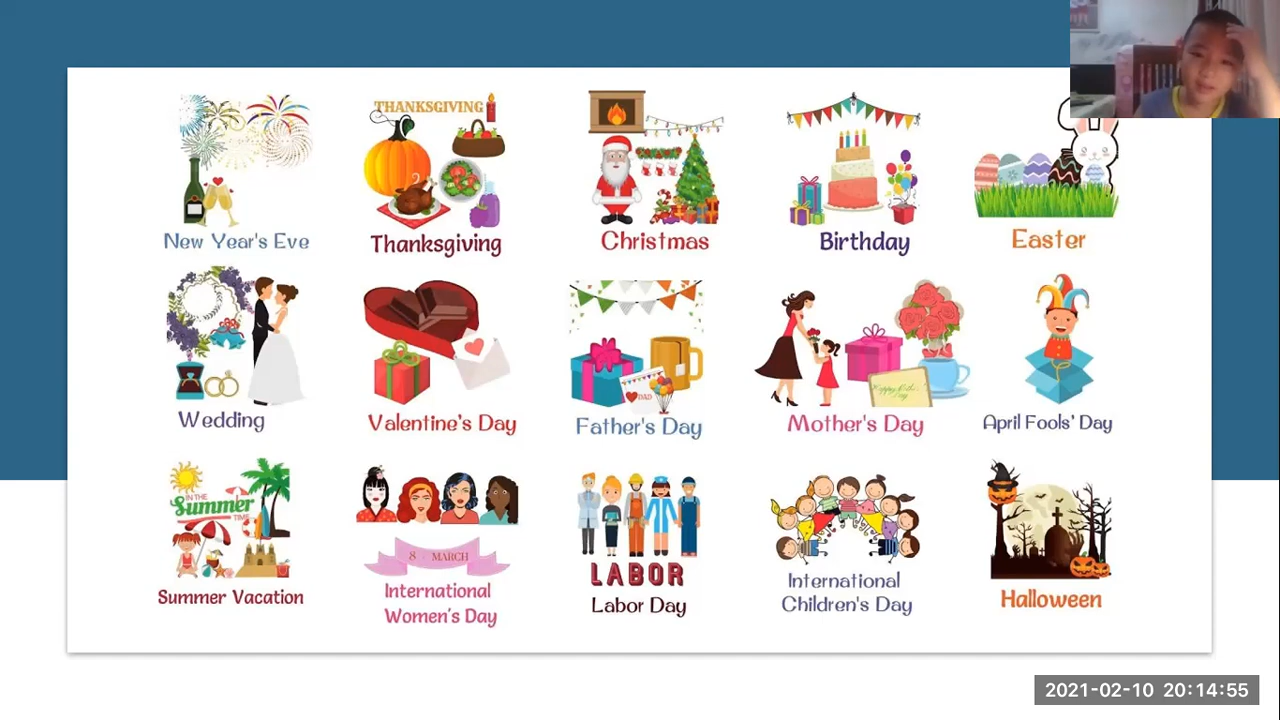 THANKSGIVING
New Year's Eve
Thanksgiving
Christmas
Birthday
Easter
DAD
Wedding
Valentine's Day
Father's Day
Mother's Day
April Fools' Day
IN THE
Summer
TIME
8 MARCH
LABOR
Summer Vacation
International
Women's Day
Labor Day
International
Children's Day
Halloween
2021-02-10 20:14:55